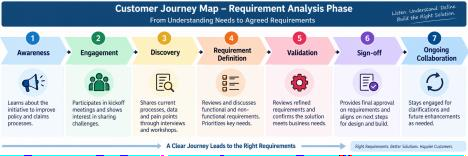 Customer Journey Map – Requirement Analysis Phase
From Understanding Needs to Agreed Requirements
Listen. Understand. Define.
Build the Right Solution.
1
2
3
4
5
6
7
Awareness
Engagement
Discovery
Requirement
Definition
Validation
Sign-off
Ongoing
Collaboration
Learns about the
initiative to improve
policy and claims
processes.
Participates in kickoff
meetings and shows
interest in sharing
challenges.
Shares current
processes, data
and pain points
through interviews
and workshops.
Reviews and discusses
functional and non-
functional requirements.
Prioritizes key needs.
Reviews refined
requirements and
confirms the solution
meets business needs.
Provides final approval
on requirements and
aligns on next steps
for design and build.
Stays engaged for
clarifications and
future enhancements
as needed.
A Clear Journey Leads to the Right Requirements
Right Requirements. Better Solutions. Happier Customers.